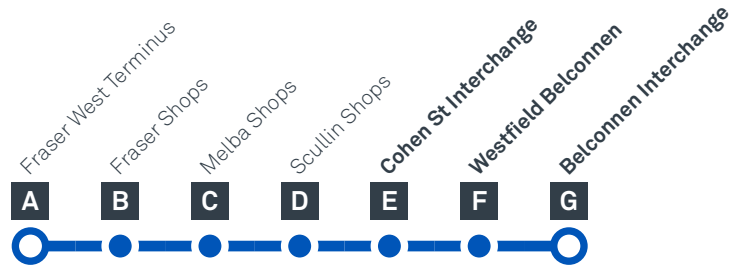 Fraser West Terminus
Fraser Shops
Melba Shops
Scullin Shops
Cohen St Interchange
Westfield Belconnen
Belconnen Interchange
A
B
C
D
E
F
G